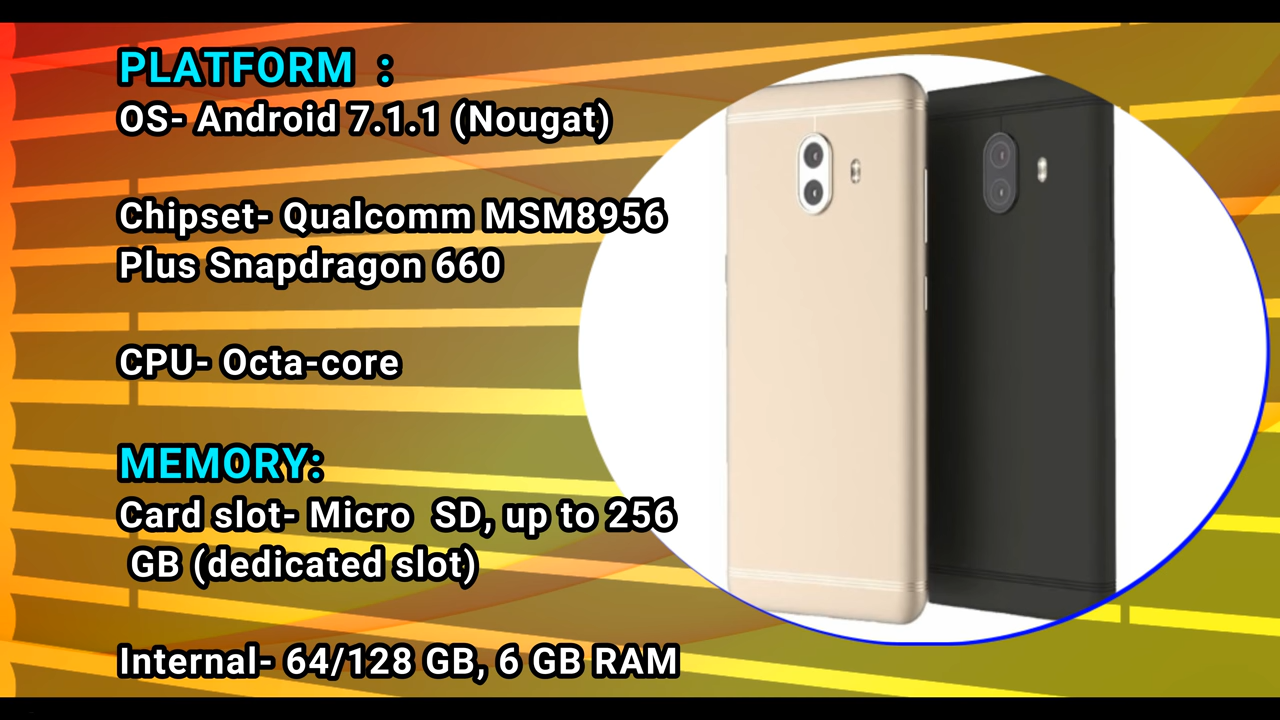 PLATFORM :
OS- Android 7.1.1 (Nougat)
Chipset- Qualcomm MSM8956
Plus Snapdragon 660
CPU- Octa-core
MEMORY:
Card slot- Micro SD, up to 256
GB (dedicated slot)
Internal- 64/128 GB, 6 GB RAM